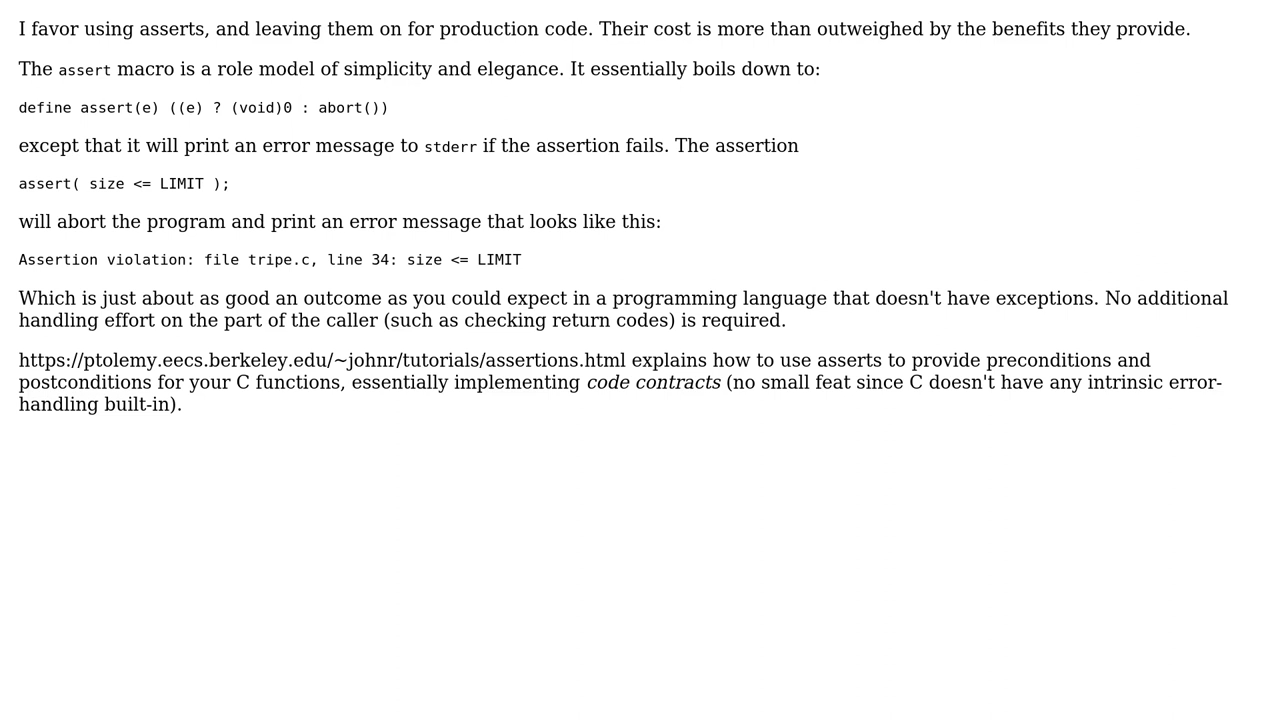 I favor using asserts, and leaving them on for production code. Their cost is more than outweighed by the benefits they provide.
The assert macro is a role model of simplicity and elegance. It essentially boils down to:
define assert(e) ((e) ? (void)0 : abort())
except that it will print an error message to stderr if the assertion fails. The assertion
assert( size <= LIMIT );
will abort the program and print an error message that looks like this:
Assertion violation: file tripe.c, line 34: size <= LIMIT
Which is just about as good an outcome as you could expect in a programming language that doesn't have exceptions. No additional
handling effort on the part of the caller (such as checking return codes) is required.
https://ptolemy.eecs.berkeley.edu/~johnr/tutorials/assertions.html explains how to use asserts to provide preconditions and
postconditions for your C functions, essentially implementing code contracts (no small feat since C doesn't have any intrinsic error-
handling built-in).